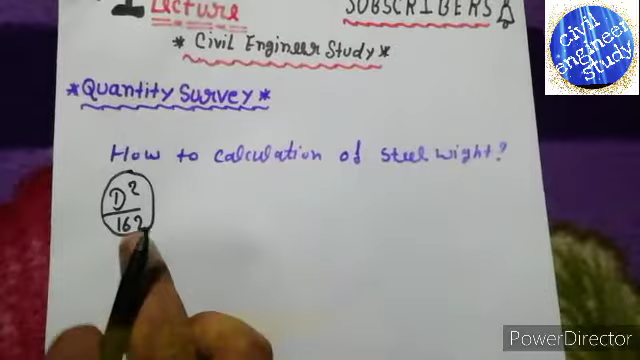 1 Lecture
SUBSCRIBERS
* Civil Engineer Study *
civil
engineer
study
*Quantity Survey*
How to calculation of steel wight?
D²
162
PowerDirector